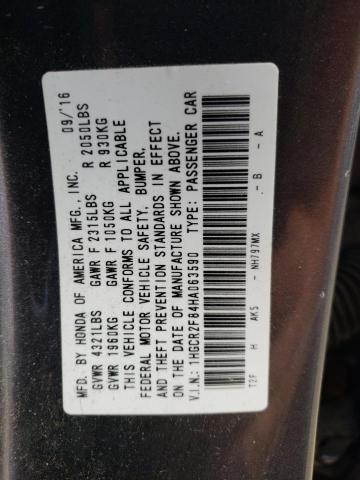 MFD. BY HONDA OF AMERICA MFG., INC. 09/16
GVWR 4321LBS GAWR F 2315LBS R 2050LBS
GVWR 1960KG GAWR F 1050KG R 930KG
THIS VEHICLE CONFORMS TO ALL APPLICABLE
FEDERAL MOTOR VEHICLE SAFETY, BUMPER,
AND THEFT PREVENTION STANDARDS IN EFFECT
ON THE DATE OF MANUFACTURE SHOWN ABOVE.
V.I.N.: 1HGCR2F84HA063590 TYPE: PASSENGER CAR
T2F H AK5 - NH797MX - B - A